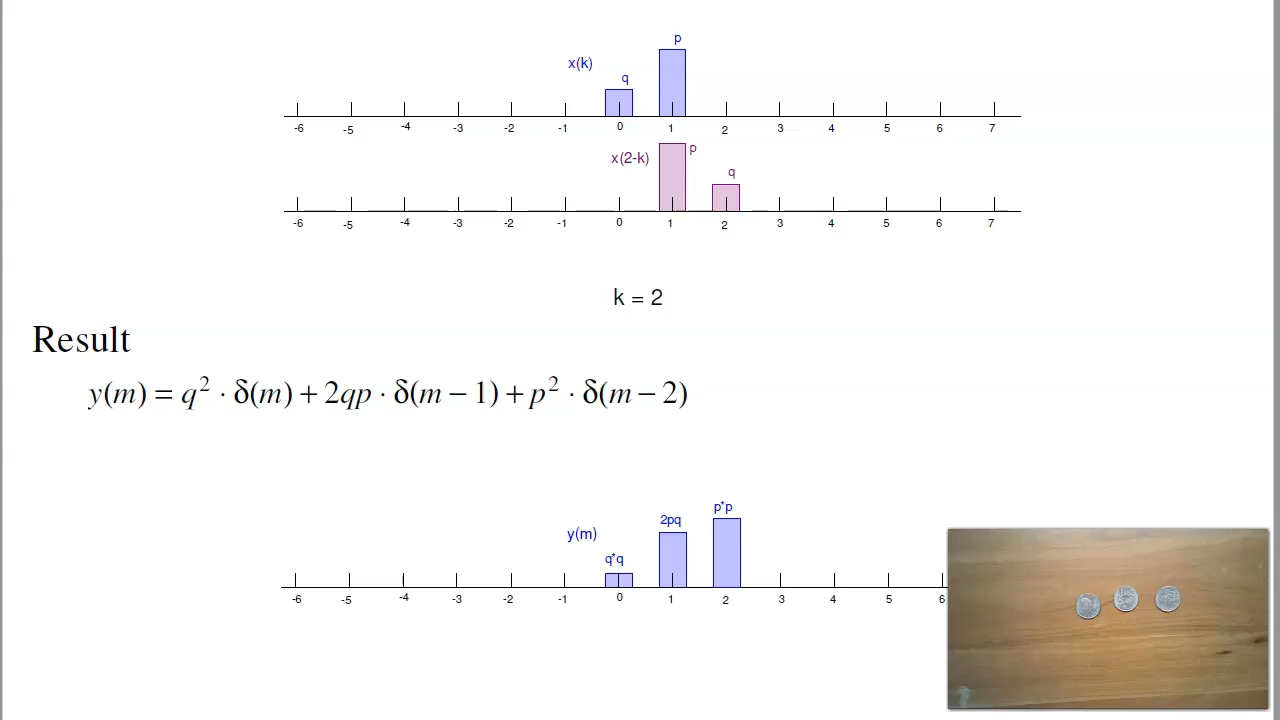 p
x(k)
q
-6 -5 -4 -3 -2 -1 0 1 2 3 4 5 6 7
x(2-k)
p
q
-6 -5 -4 -3 -2 -1 0 1 2 3 4 5 6 7
k = 2
Result
y(m) = q² · δ(m) + 2qp · δ(m − 1) + p² · δ(m − 2)
p*p
2pq
y(m)
q*q
-6 -5 -4 -3 -2 -1 0 1 2 3 4 5 6